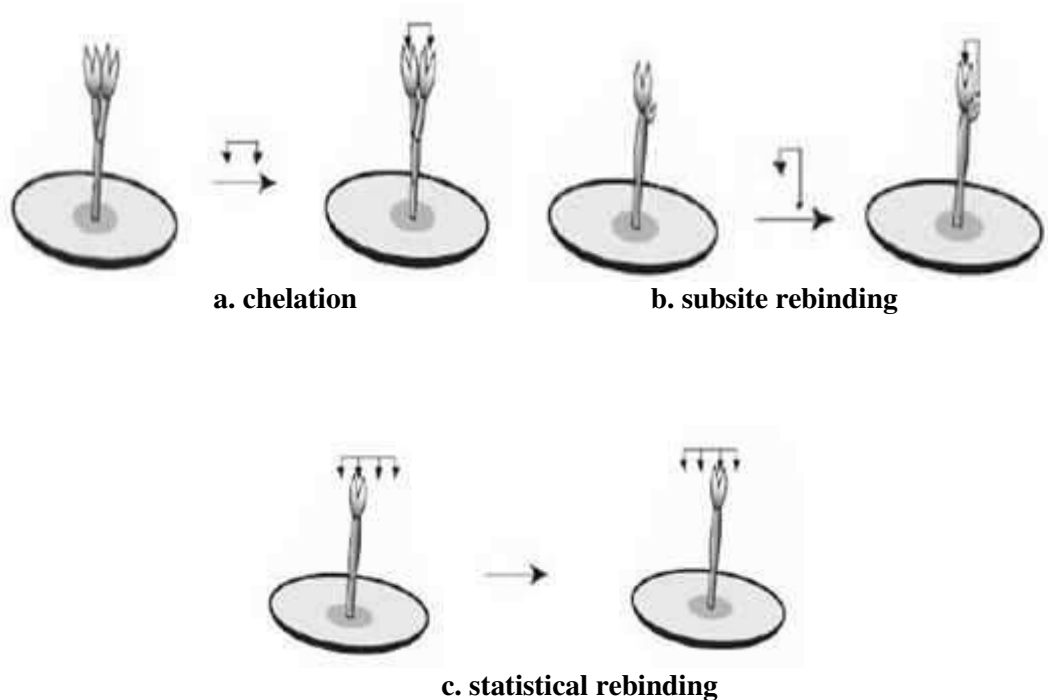 a. chelation
b. subsite rebinding
c. statistical rebinding